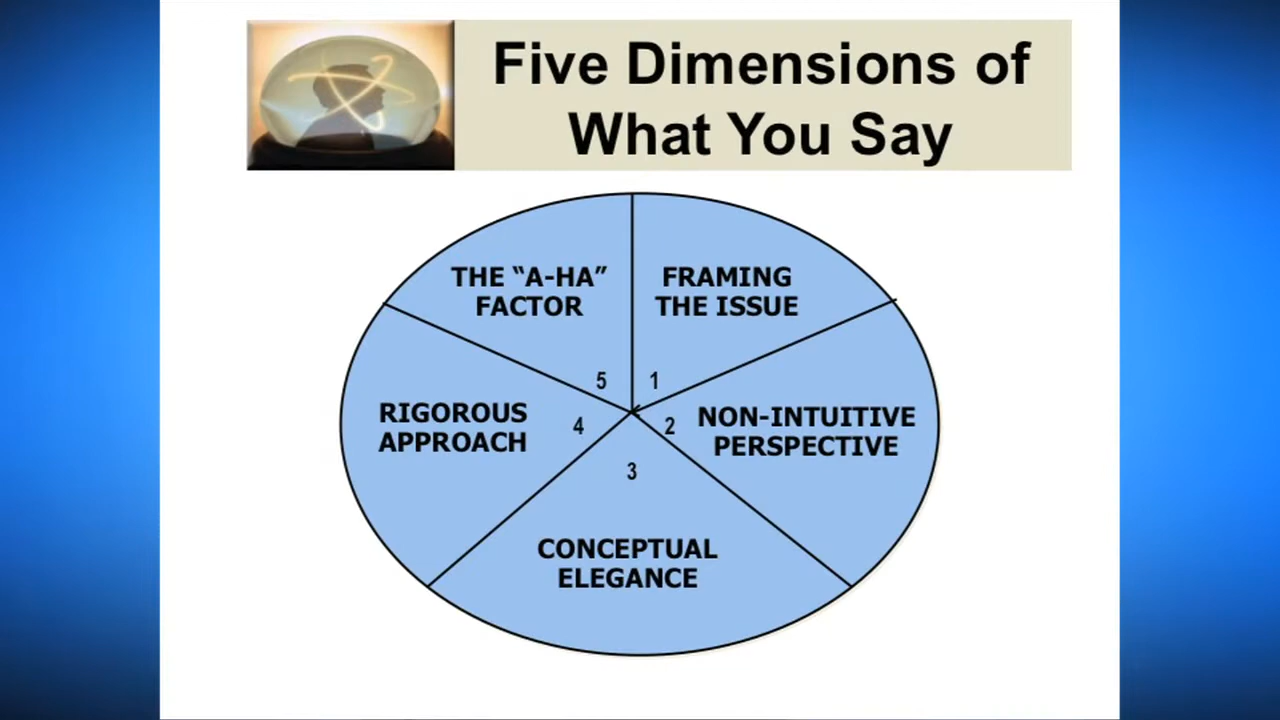 Five Dimensions of
What You Say
THE “A-HA”
FACTOR
5
FRAMING
THE ISSUE
1
NON-INTUITIVE
PERSPECTIVE
2
CONCEPTUAL
ELEGANCE
3
RIGOROUS
APPROACH
4